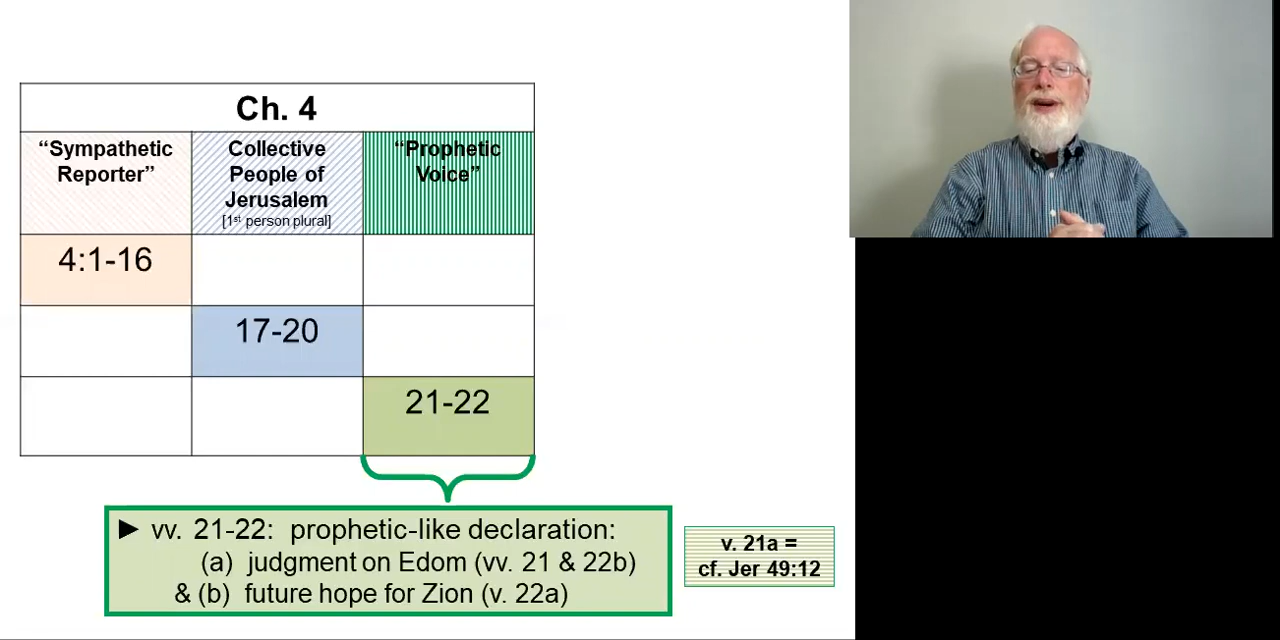 Ch. 4
“Sympathetic
Reporter”
Collective
People of
Jerusalem
[1st person plural]
“Prophetic
Voice”
4:1-16
17-20
21-22
► vv. 21-22: prophetic-like declaration:
(a) judgment on Edom (vv. 21 & 22b)
& (b) future hope for Zion (v. 22a)
v. 21a =
cf. Jer 49:12